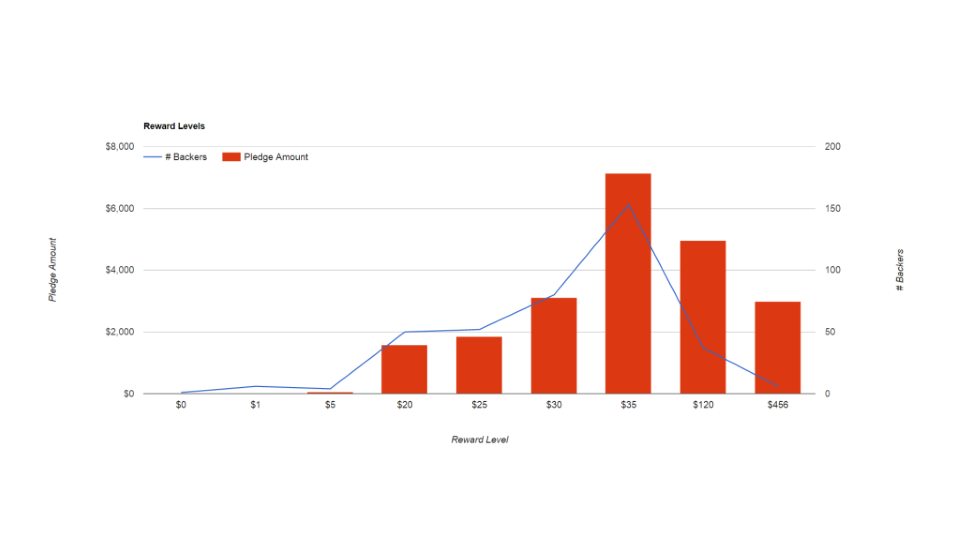 Reward Levels
# Backers
Pledge Amount
$8,000
$6,000
$4,000
$2,000
$0
200
150
100
50
0
Pledge Amount
# Backers
$0 $1 $5 $20 $25 $30 $35 $120 $456
Reward Level